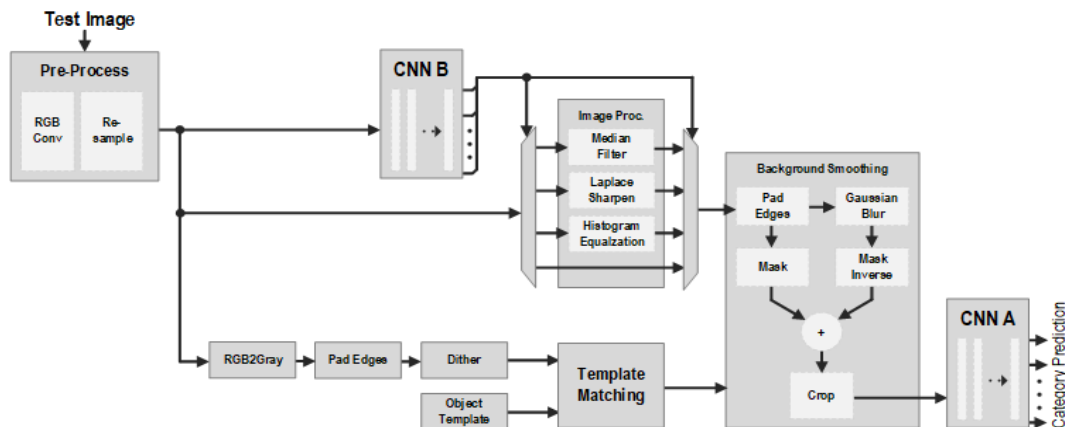 Test Image
Pre-Process
RGB
Conv
Re-
sample
CNN B
Image Proc.
Median
Filter
Laplace
Sharpen
Histogram
Equalzation
Background Smoothing
Pad
Edges
Gaussian
Blur
Mask
Mask
Inverse
+
Crop
CNN A
Category Prediction
RGB2Gray
Pad Edges
Dither
Object
Template
Template
Matching